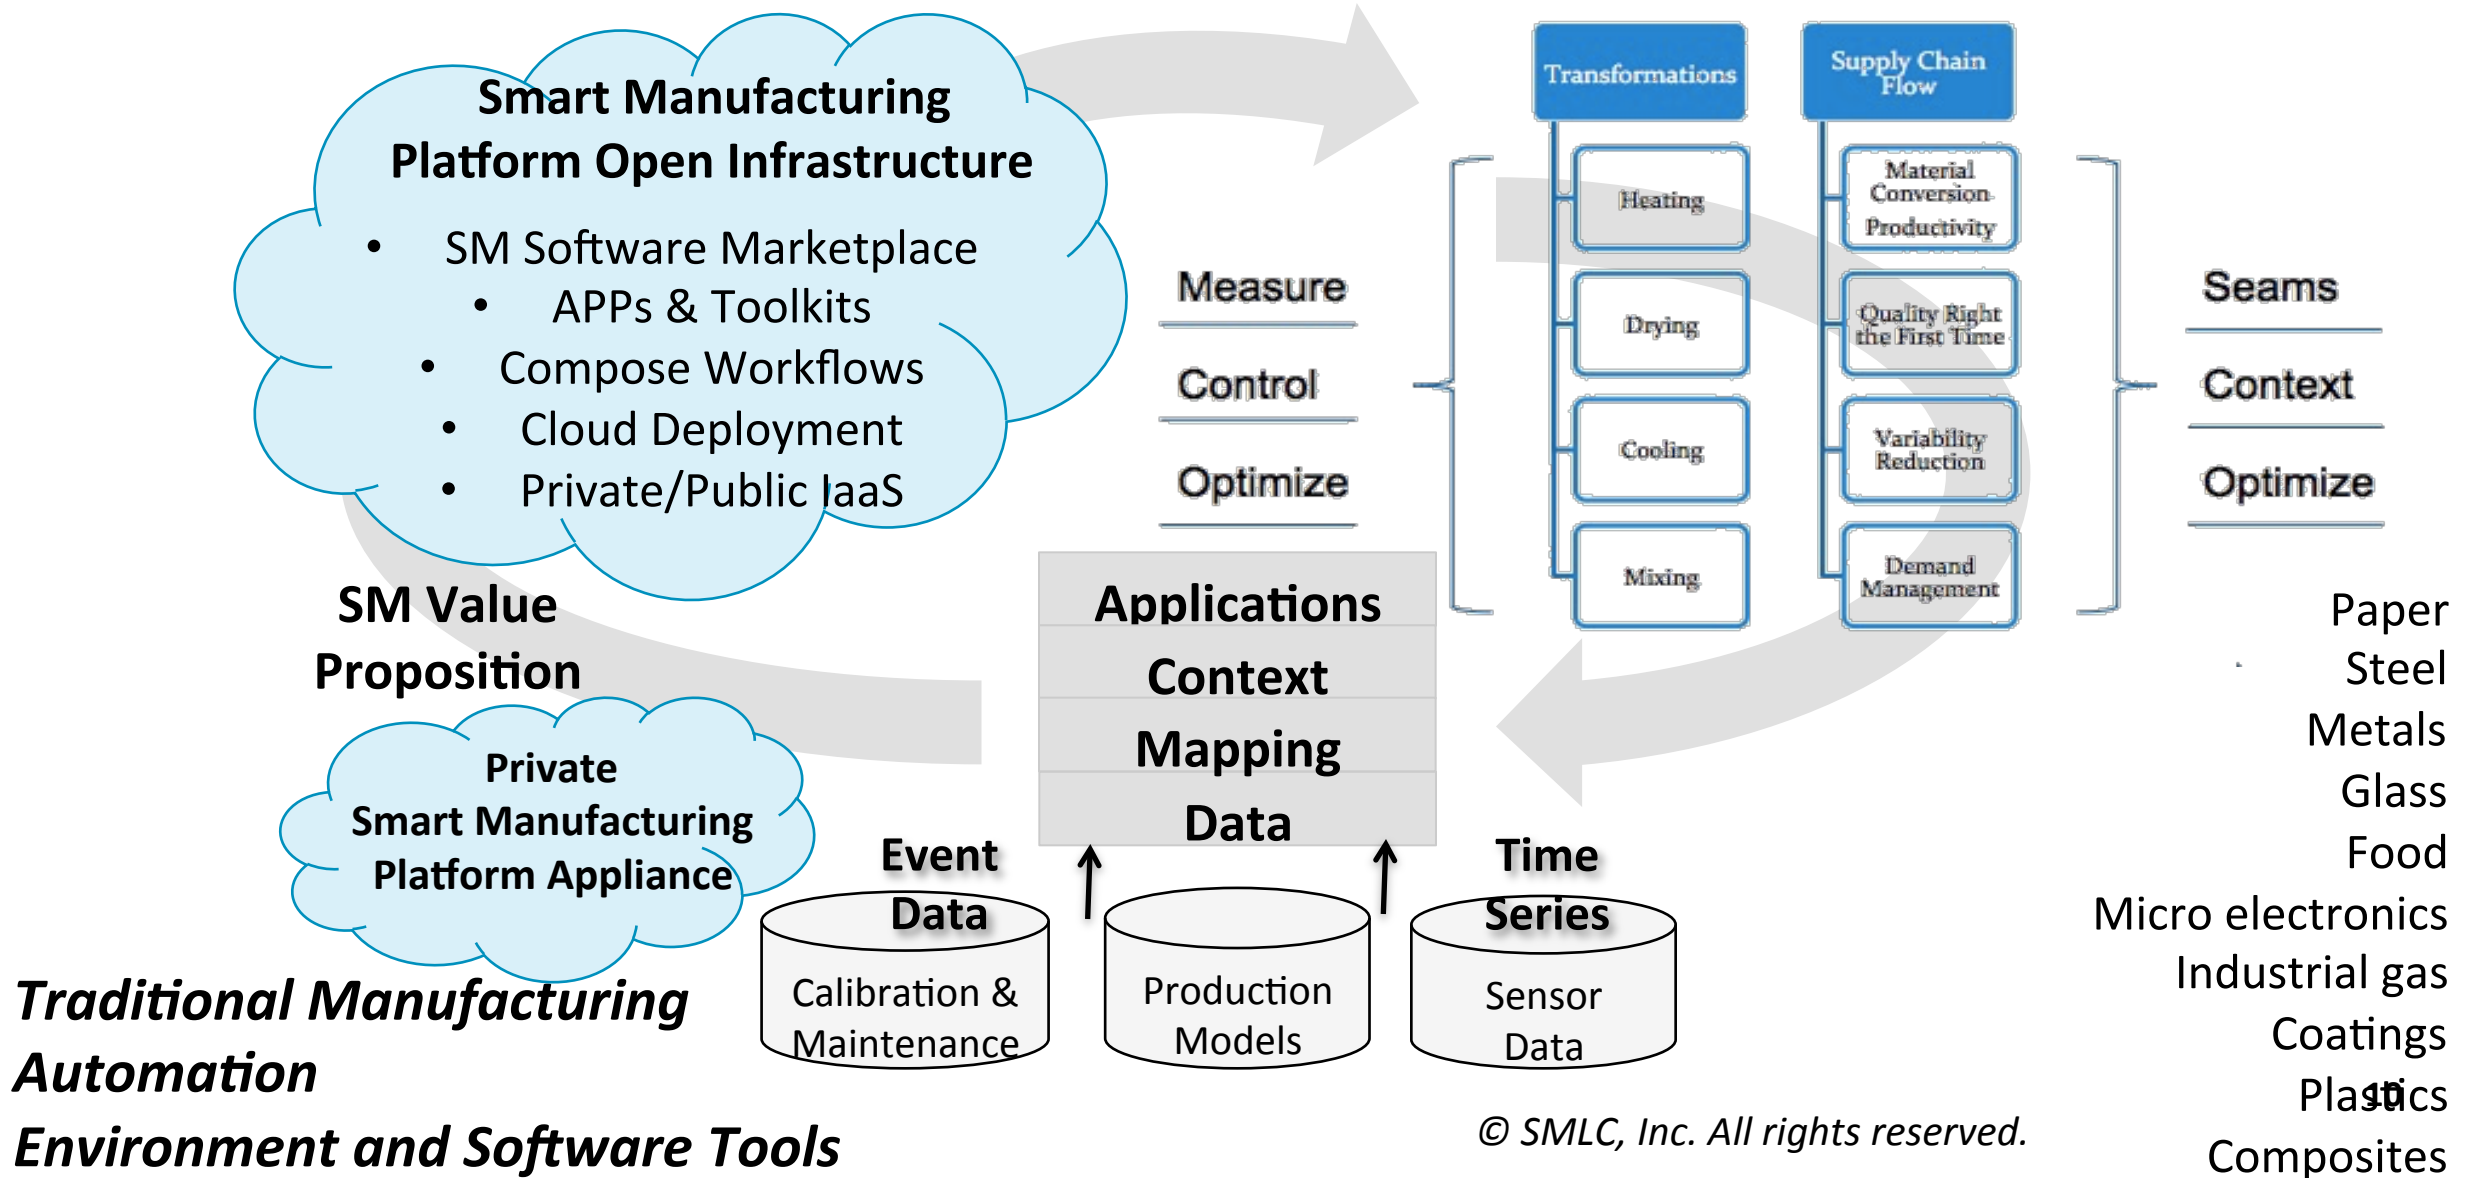 Smart Manufacturing
Platform Open Infrastructure
• SM Software Marketplace
• APPs & Toolkits
• Compose Workflows
• Cloud Deployment
• Private/Public IaaS
SM Value
Proposition
Private
Smart Manufacturing
Platform Appliance
Traditional Manufacturing
Automation
Environment and Software Tools
Measure
Control
Optimize
Transformations
Heating
Drying
Cooling
Mixing
Supply Chain
Flow
Material
Conversion
Productivity
Quality Right
the First Time
Variability
Reduction
Demand
Management
Seams
Context
Optimize
Applications
Context
Mapping
Data
Event
Data
Calibration &
Maintenance
Production
Models
Time
Series
Sensor
Data
Paper
Steel
Metals
Glass
Food
Micro electronics
Industrial gas
Coatings
Plastics
Composites
10
© SMLC, Inc. All rights reserved.